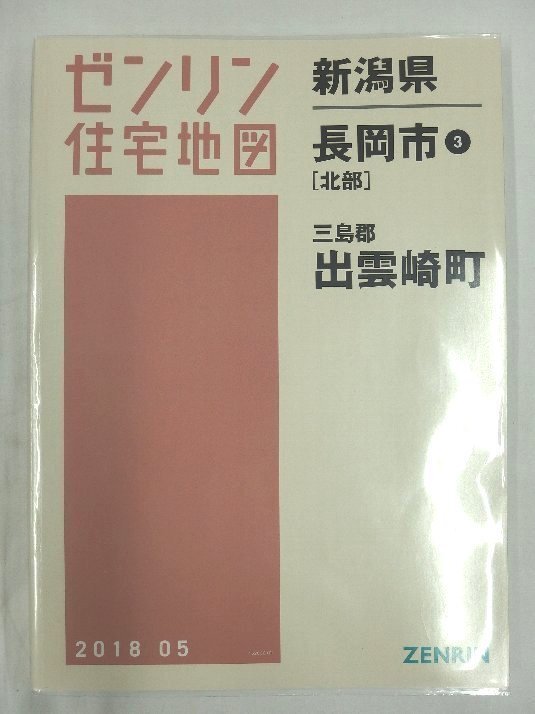 ゼンリン
住宅地図
新潟県
長岡市3
[北部]
三島郡
出雲崎町
2018 05
ZENRIN